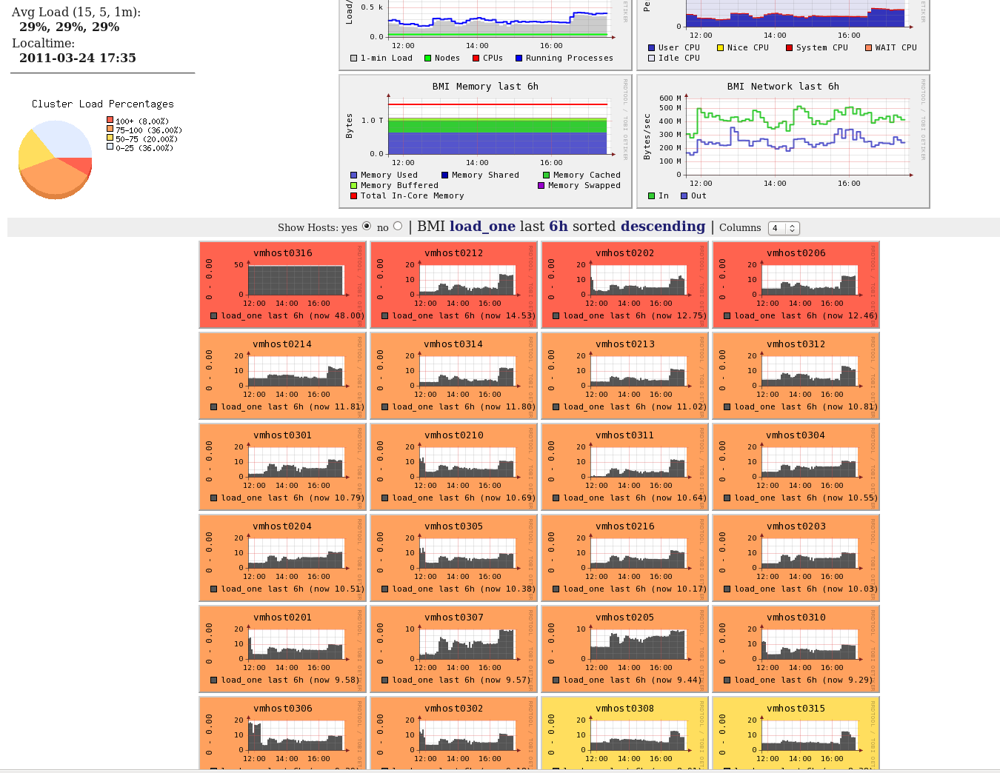 Avg Load (15, 5, 1m):
29%, 29%, 29%
Localtime:
2011-03-24 17:35
Cluster Load Percentages
100+ (8.00%)
75-100 (36.00%)
50-75 (20.00%)
0-25 (36.00%)
Load/
0.5 k
0.0
12:00 14:00 16:00
1-min Load Nodes CPUs Running Processes
Pe
0
12:00 14:00 16:00
User CPU Nice CPU System CPU WAIT CPU
Idle CPU
BMI Memory last 6h
Bytes
1.0 T
0.0
12:00 14:00 16:00
Memory Used Memory Shared Memory Cached
Memory Buffered Memory Swapped
Total In-Core Memory
RRDTOOL / TOBI OETIKER
BMI Network last 6h
Bytes/sec
600 M
500 M
400 M
300 M
200 M
100 M
0
12:00 14:00 16:00
In Out
RRDTOOL / TOBI OETIKER
Show Hosts: yes no | BMI load_one last 6h sorted descending | Columns 4
vmhost0316
0 - 0.00
50
0
12:00 14:00 16:00
load_one last 6h (now 48.00)
vmhost0212
0 - 0.00
20
10
0
12:00 14:00 16:00
load_one last 6h (now 14.53)
vmhost0202
0 - 0.00
20
10
0
12:00 14:00 16:00
load_one last 6h (now 12.75)
vmhost0206
0 - 0.00
20
10
0
12:00 14:00 16:00
load_one last 6h (now 12.46)
vmhost0214
0 - 0.00
20
10
0
12:00 14:00 16:00
load_one last 6h (now 11.81)
vmhost0314
0 - 0.00
20
10
0
12:00 14:00 16:00
load_one last 6h (now 11.80)
vmhost0213
0 - 0.00
20
10
0
12:00 14:00 16:00
load_one last 6h (now 11.02)
vmhost0312
0 - 0.00
20
10
0
12:00 14:00 16:00
load_one last 6h (now 10.81)
vmhost0301
0 - 0.00
20
10
0
12:00 14:00 16:00
load_one last 6h (now 10.79)
vmhost0210
0 - 0.00
20
10
0
12:00 14:00 16:00
load_one last 6h (now 10.69)
vmhost0311
0 - 0.00
20
10
0
12:00 14:00 16:00
load_one last 6h (now 10.64)
vmhost0304
0 - 0.00
20
10
0
12:00 14:00 16:00
load_one last 6h (now 10.55)
vmhost0204
0 - 0.00
20
10
0
12:00 14:00 16:00
load_one last 6h (now 10.51)
vmhost0305
0 - 0.00
20
10
0
12:00 14:00 16:00
load_one last 6h (now 10.38)
vmhost0216
0 - 0.00
20
10
0
12:00 14:00 16:00
load_one last 6h (now 10.17)
vmhost0203
0 - 0.00
20
10
0
12:00 14:00 16:00
load_one last 6h (now 10.03)
vmhost0201
0 - 0.00
20
10
0
12:00 14:00 16:00
load_one last 6h (now 9.58)
vmhost0307
0 - 0.00
10
0
12:00 14:00 16:00
load_one last 6h (now 9.57)
vmhost0205
0 - 0.00
10
0
12:00 14:00 16:00
load_one last 6h (now 9.44)
vmhost0310
0 - 0.00
20
10
0
12:00 14:00 16:00
load_one last 6h (now 9.29)
vmhost0306
0 - 0.00
20
10
0
12:00 14:00 16:00
vmhost0302
0 - 0.00
20
10
0
12:00 14:00 16:00
vmhost0308
0 - 0.00
20
10
0
12:00 14:00 16:00
vmhost0315
0 - 0.00
20
10
0
12:00 14:00 16:00